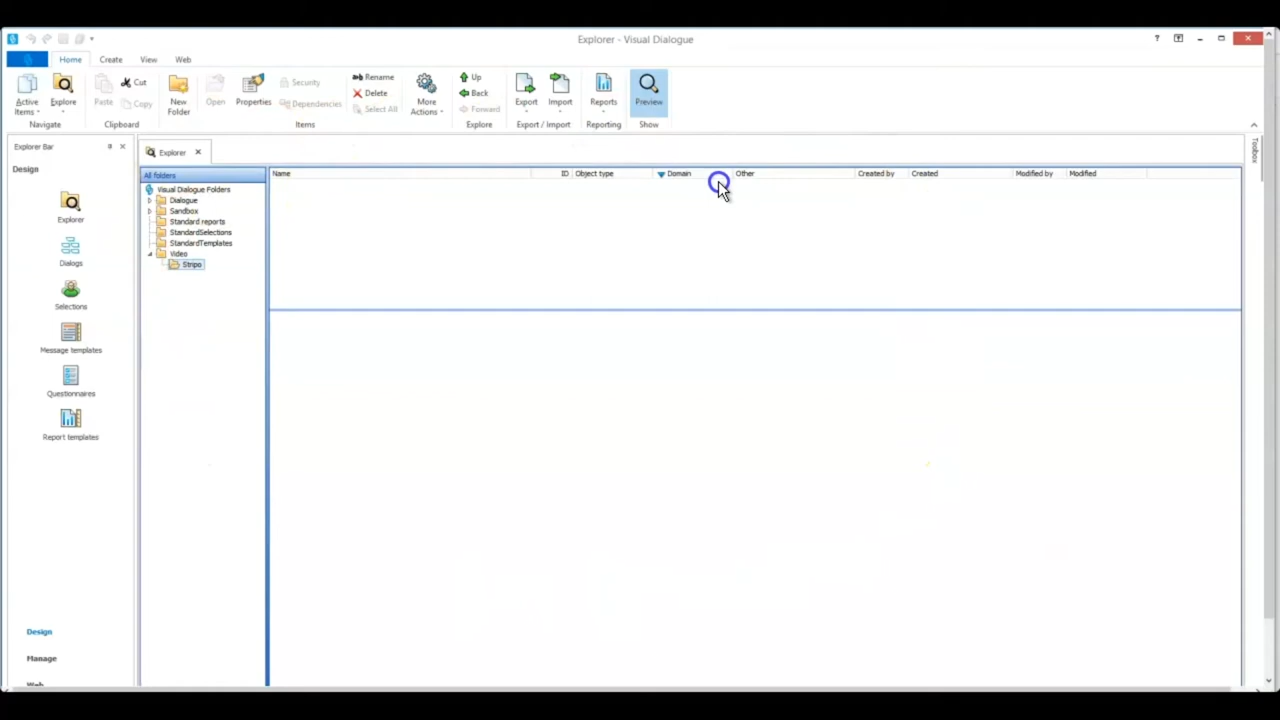 Explorer - Visual Dialogue
?
Home Create View Web
Active Items
Explore
Navigate
Paste
Cut
Copy
Clipboard
New Folder
Open
Properties
Security
Dependencies
Items
Rename
Delete
Select All
More Actions
Up
Back
Forward
Explore
Export
Import
Export / Import
Reports
Reporting
Preview
Show
Explorer Bar
Design
Explorer
Dialogs
Selections
Message templates
Questionnaires
Report templates
Design
Manage
Web
Explorer
All folders
Visual Dialogue Folders
Dialogue
Sandbox
Standard reports
StandardSelections
StandardTemplates
Video
Stripo
Name ID Object type Domain Other Created by Created Modified by Modified
Toolbox